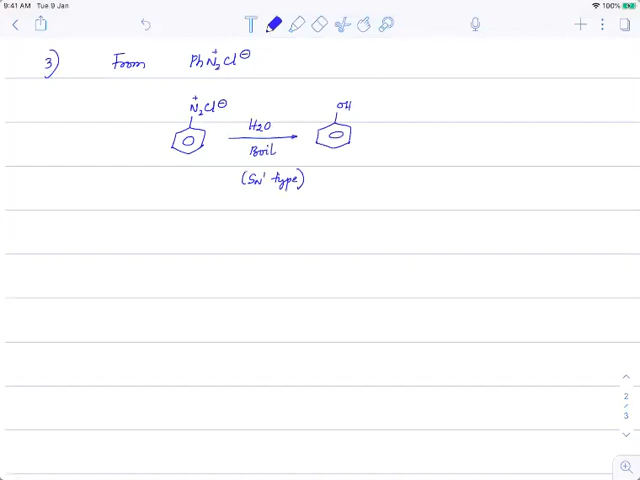 9:41 AM Tue 9 Jan
100%
T
3) From PhN₂⁺Cl⊖
N₂⁺Cl⊖
OH
H2O
Boil
(SN¹ type)
2
/
3